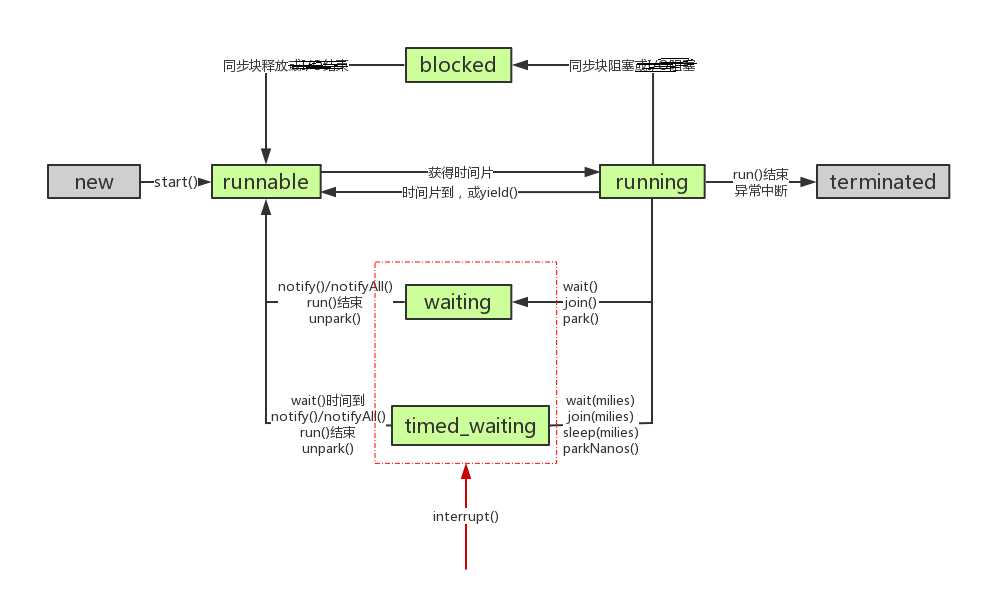 blocked
同步块释放或I/O结束
同步块阻塞或I/O阻塞
new
start()
runnable
获得时间片
时间片到，或yield()
running
run()结束
异常中断
terminated
notify()/notifyAll()
run()结束
unpark()
waiting
wait()
join()
park()
wait()时间到
notify()/notifyAll()
run()结束
unpark()
timed_waiting
wait(milies)
join(milies)
sleep(milies)
parkNanos()
interrupt()